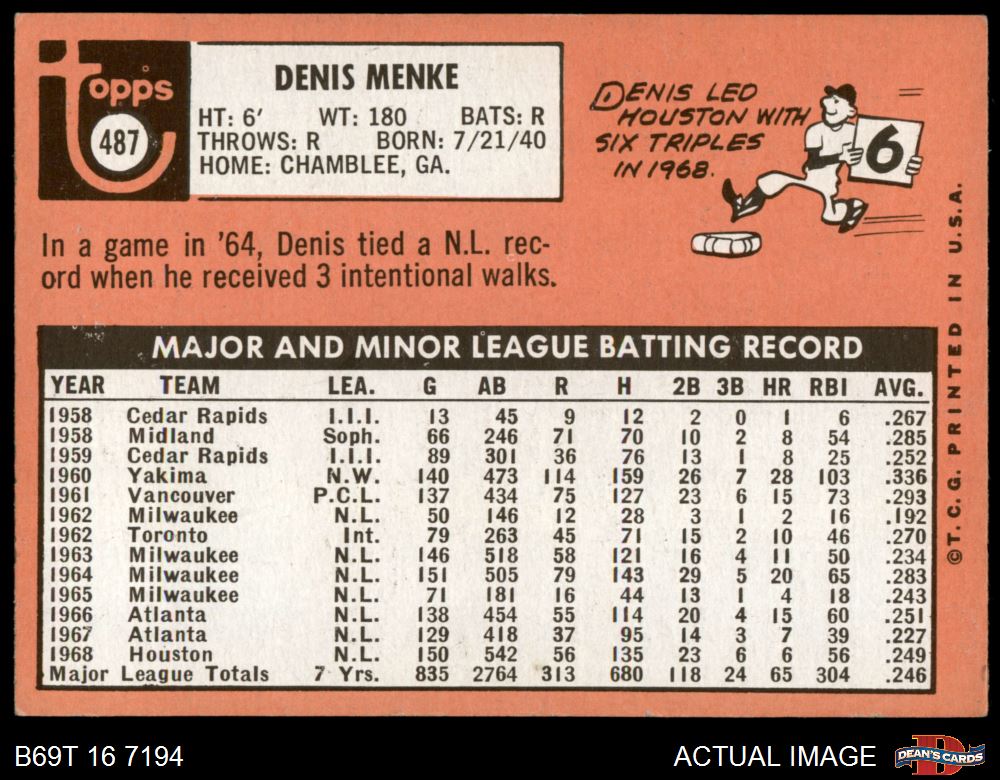 Topps
487
DENIS MENKE
HT: 6' WT: 180 BATS: R
THROWS: R BORN: 7/21/40
HOME: CHAMBLEE, GA.
DENIS LED
HOUSTON WITH
SIX TRIPLES
IN 1968.
6
In a game in '64, Denis tied a N.L. rec-
ord when he received 3 intentional walks.
MAJOR AND MINOR LEAGUE BATTING RECORD
YEAR TEAM LEA. G AB R H 2B 3B HR RBI AVG.
1958 Cedar Rapids I.I.I. 13 45 9 12 2 0 1 6 .267
1958 Midland Soph. 66 246 71 70 10 2 8 54 .285
1959 Cedar Rapids I.I.I. 89 301 36 76 13 1 8 25 .252
1960 Yakima N.W. 140 473 114 159 26 7 28 103 .336
1961 Vancouver P.C.L. 137 434 75 127 23 6 15 73 .293
1962 Milwaukee N.L. 50 146 12 28 3 1 2 16 .192
1962 Toronto Int. 79 263 45 71 15 2 10 46 .270
1963 Milwaukee N.L. 146 518 58 121 16 4 11 50 .234
1964 Milwaukee N.L. 151 505 79 143 29 5 20 65 .283
1965 Milwaukee N.L. 71 181 16 44 13 1 4 18 .243
1966 Atlanta N.L. 138 454 55 114 20 4 15 60 .251
1967 Atlanta N.L. 129 418 37 95 14 3 7 39 .227
1968 Houston N.L. 150 542 56 135 23 6 6 56 .249
Major League Totals 7 Yrs. 835 2764 313 680 118 24 65 304 .246
©T.C.G. PRINTED IN U.S.A.
B69T 16 7194
ACTUAL IMAGE
DEAN'S CARDS